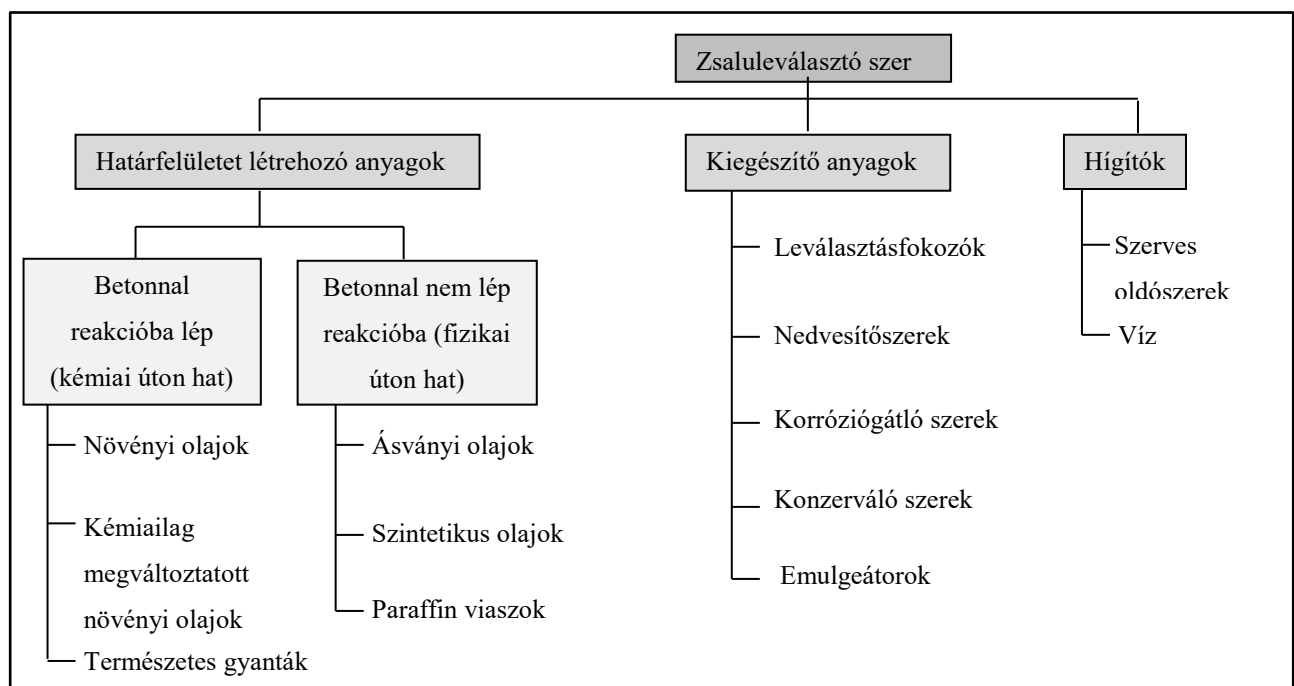 Zsaluleválasztó szer
Határfelületet létrehozó anyagok
Kiegészítő anyagok
Hígítók
Betonnal
reakcióba lép
(kémiai úton hat)
Betonnal nem lép
reakcióba (fizikai
úton hat)
Növényi olajok
Kémiailag
megváltoztatott
növényi olajok
Természetes gyanták
Ásványi olajok
Szintetikus olajok
Paraffin viaszok
Leválasztásfokozók
Nedvesítőszerek
Korróziógátló szerek
Konzerváló szerek
Emulgeátorok
Szerves
oldószerek
Víz